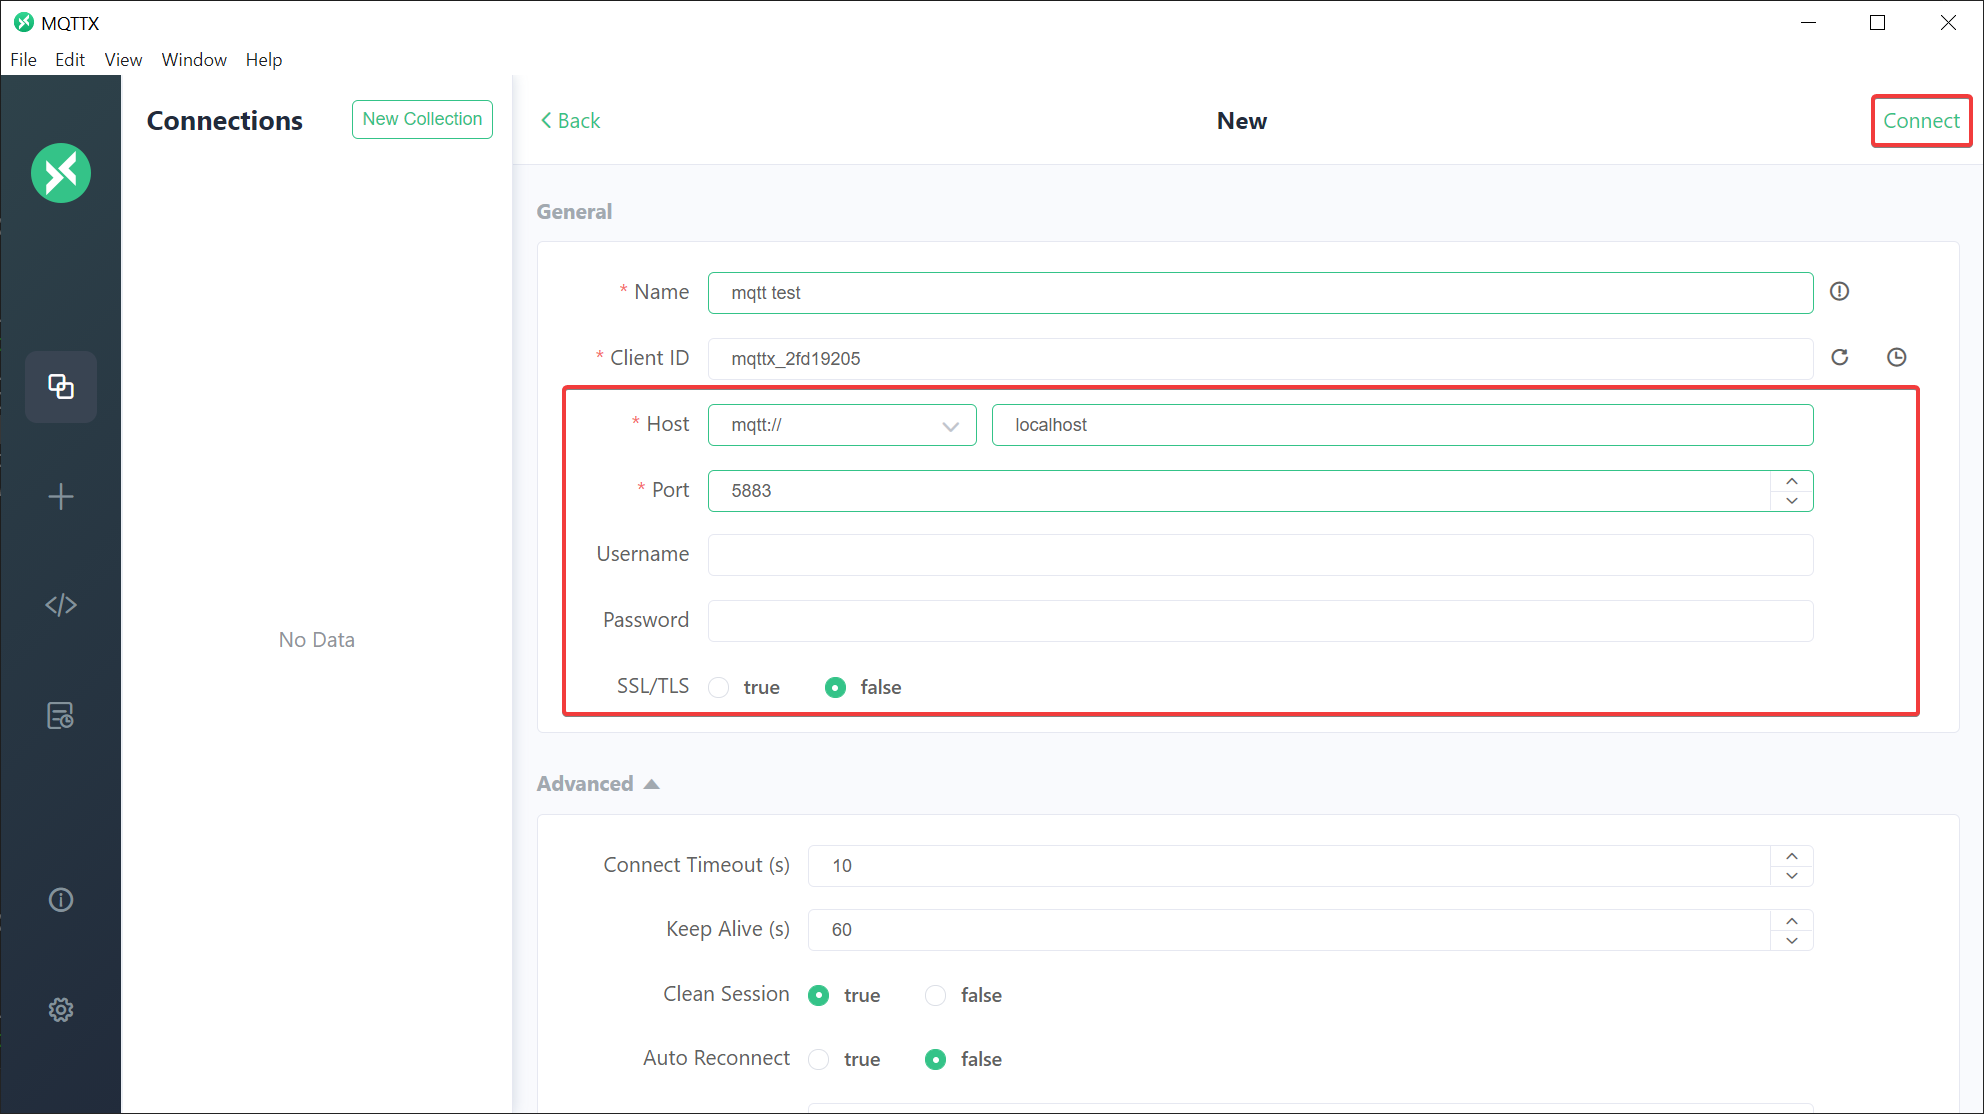 MQTTX
File Edit View Window Help
Connections
New Collection
Back
New
Connect
No Data
General
* Name
mqtt test
* Client ID
mqttx_2fd19205
* Host
mqtt://
localhost
* Port
5883
Username
Password
SSL/TLS
true
false
Advanced
Connect Timeout (s)
10
Keep Alive (s)
60
Clean Session
true
false
Auto Reconnect
true
false